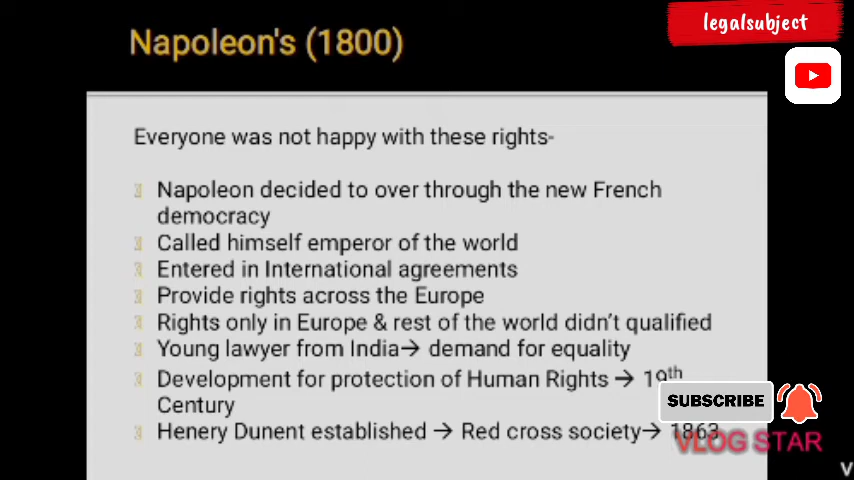 legalsubject
Napoleon's (1800)
Everyone was not happy with these rights-
Napoleon decided to over through the new French
democracy
Called himself emperor of the world
Entered in International agreements
Provide rights across the Europe
Rights only in Europe & rest of the world didn't qualified
Young lawyer from India→ demand for equality
Development for protection of Human Rights → 19th
Century
SUBSCRIBE
Henery Dunent established → Red cross society→ 1863
VLOG STAR
V